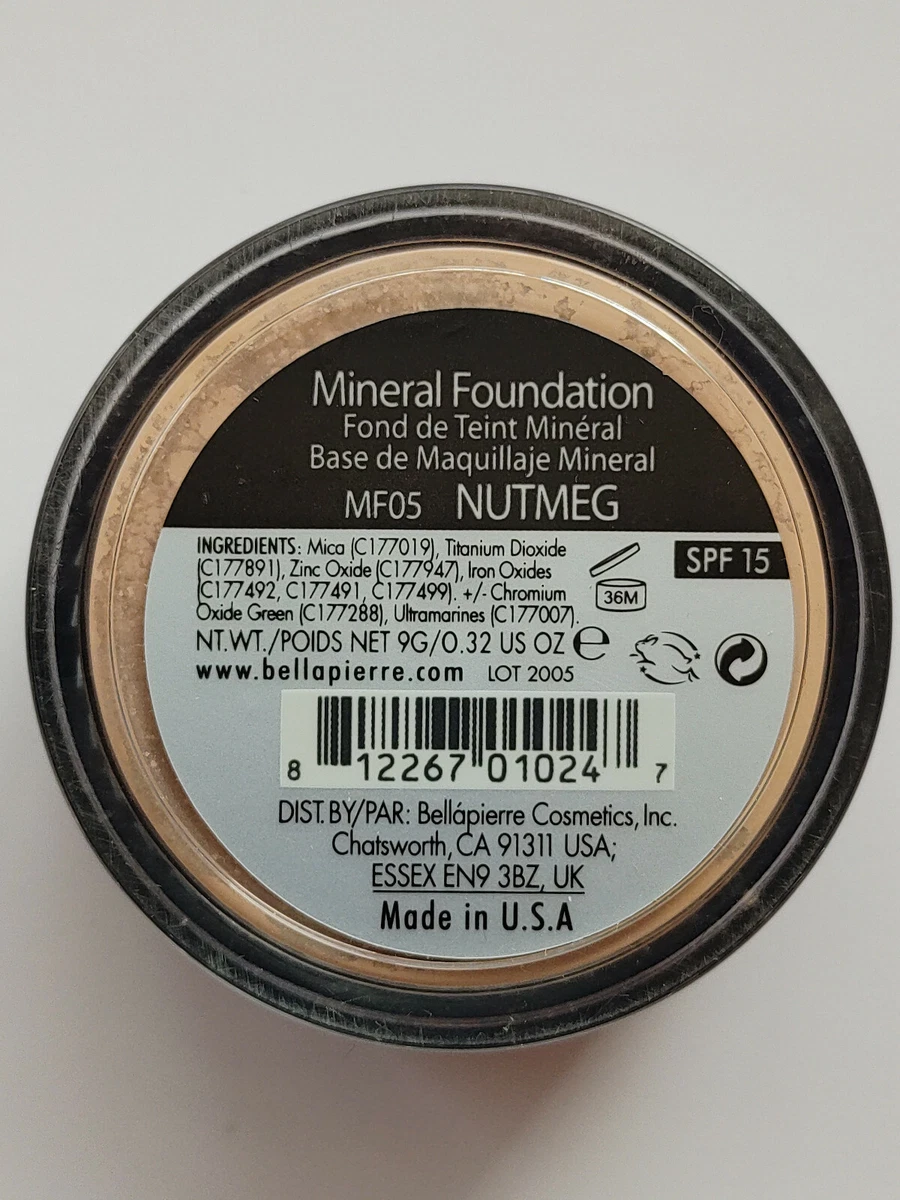 Mineral Foundation
Fond de Teint Minéral
Base de Maquillaje Mineral
MF05 NUTMEG
SPF 15
INGREDIENTS: Mica (C177019), Titanium Dioxide
(C177891), Zinc Oxide (C177947), Iron Oxides
(C177492, C177491, C177499). +/- Chromium
Oxide Green (C177288), Ultramarines (C177007).
36M
NT.WT./POIDS NET 9G/0.32 US OZ e
www.bellapierre.com LOT 2005
8 12267 01024 7
DIST. BY/PAR: Bellápierre Cosmetics, Inc.
Chatsworth, CA 91311 USA;
ESSEX EN9 3BZ, UK
Made in U.S.A